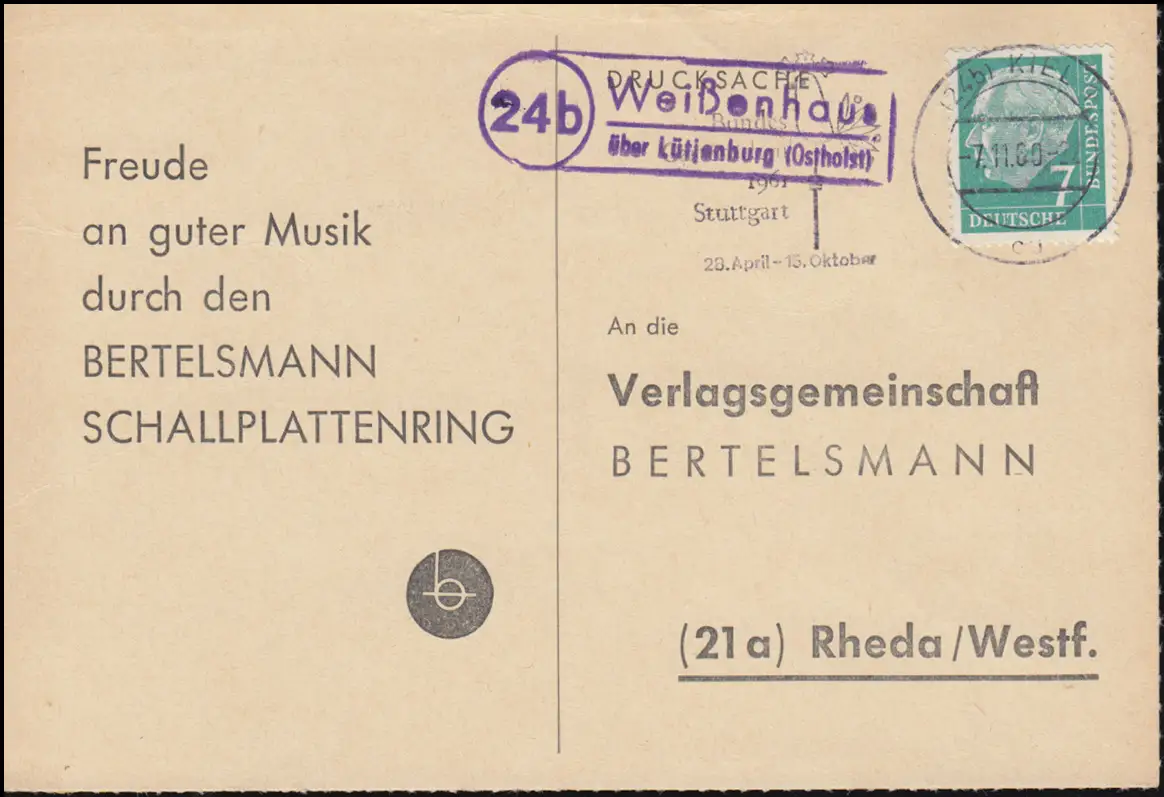 Freude
an guter Musik
durch den
BERTELSMANN
SCHALLPLATTENRING
b
DRUCKSACHE
24b
Weißenhaus
über Lütjenburg (Ostholst)
Bundes
1961
Stuttgart
28. April - 15. Oktober
(24b) KIEL
-7.11.60
7
DEUTSCHE
BUNDESPOST
An die
Verlagsgemeinschaft
BERTELSMANN
(21a) Rheda/Westf.